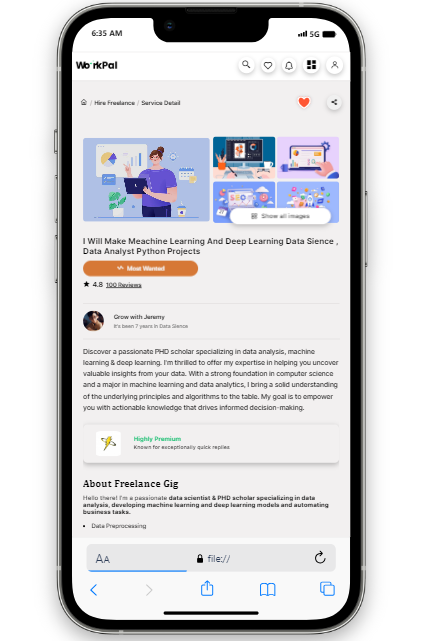 6:35 AM
5G
WorkPal
/ Hire Freelance / Service Detail
Show all images
I Will Make Meachine Learning And Deep Learning Data Sience ,
Data Analyst Python Projects
Most Wanted
4.8 100 Reviews
Grow with Jeremy
it's been 7 years in Data Sience
Discover a passionate PHD scholar specializing in data analysis, machine
learning & deep learning. I'm thrilled to offer my expertise in helping you uncover
valuable insights from your data. With a strong foundation in computer science
and a major in machine learning and data analytics, I bring a solid understanding
of the underlying principles and algorithms to the table. My goal is to empower
you with actionable knowledge that drives informed decision-making.
Highly Premium
Known for exceptionally quick replies
About Freelance Gig
Hello there! I'm a passionate data scientist & PHD scholar specializing in data
analysis, developing machine learning and deep learning models and automating
business tasks.
• Data Preprocessing
AA
file://